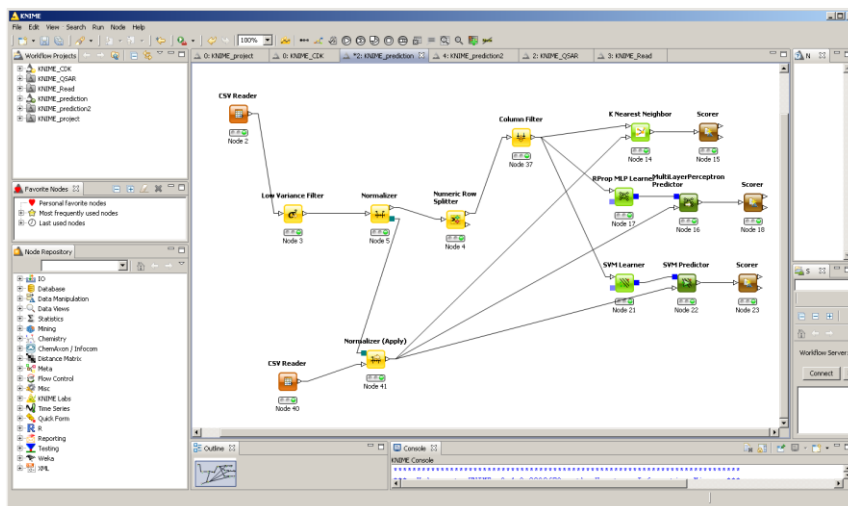 KNIME
File Edit View Search Run Node Help
100%
Workflow Projects
KNIME_CDK
KNIME_QSAR
KNIME_Read
KNIME_prediction
KNIME_prediction2
KNIME_project
Favorite Nodes
Personal favorite nodes
Most frequently used nodes
Last used nodes
Node Repository
IO
Database
Data Manipulation
Data Views
Statistics
Mining
Chemistry
ChemAxon / Infocom
Distance Matrix
Meta
Flow Control
Misc
KNIME Labs
Time Series
Quick Form
R
Reporting
Texting
Weka
XML
0: KNIME_project
0: KNIME_CDK
*2: KNIME_prediction
4: KNIME_prediction2
2: KNIME_QSAR
3: KNIME_Read
CSV Reader
Node 2
Low Variance Filter
Node 3
Normalizer
Node 5
Numeric Row
Splitter
Node 4
Column Filter
Node 37
K Nearest Neighbor
Node 14
Scorer
Node 15
RProp MLP Learner
Node 17
MultiLayerPerceptron
Predictor
Node 16
Scorer
Node 18
SVM Learner
Node 21
SVM Predictor
Node 22
Scorer
Node 23
Normalizer (Apply)
Node 41
CSV Reader
Node 40
Outline
Console
KNIME Console
N
S
Workflow Server:
Connect